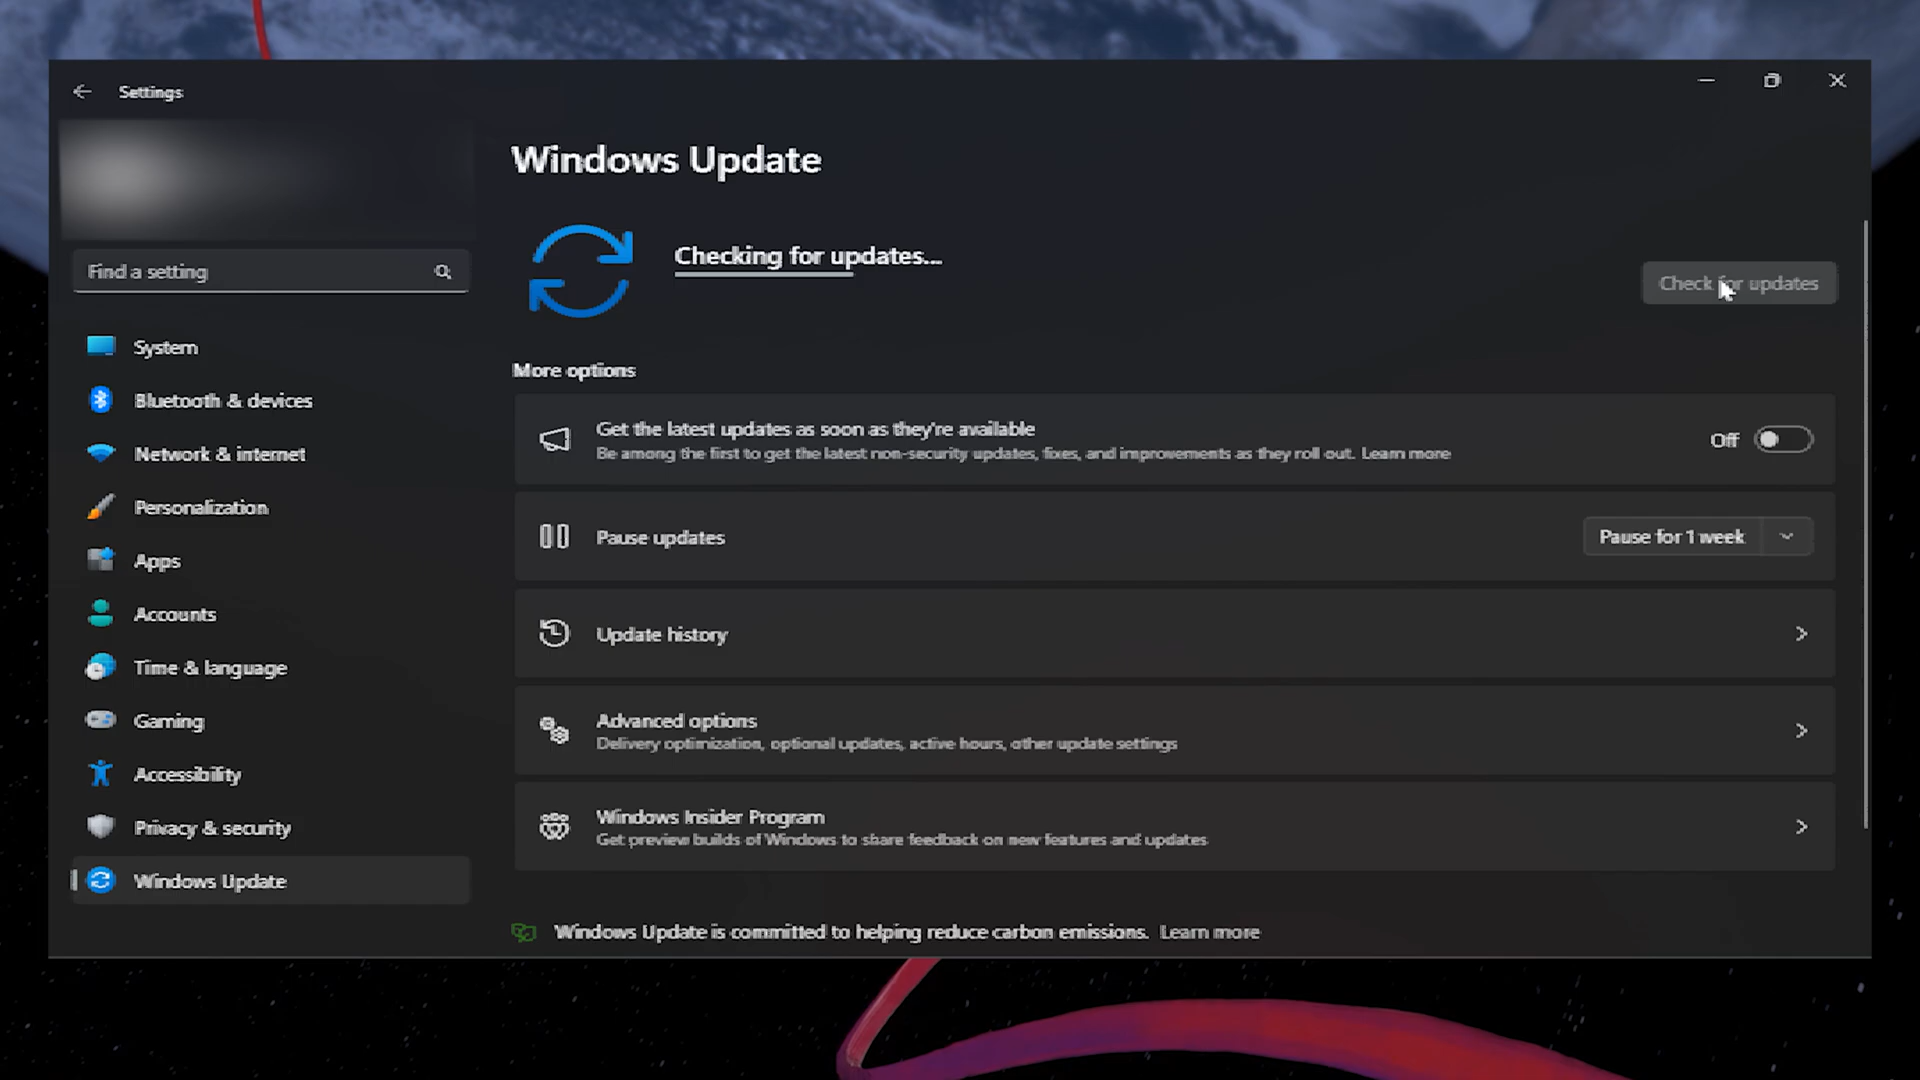 Settings
Find a setting
System
Bluetooth & devices
Network & internet
Personalization
Apps
Accounts
Time & language
Gaming
Accessibility
Privacy & security
Windows Update
Windows Update
Checking for updates...
Check for updates
More options
Get the latest updates as soon as they're available
Be among the first to get the latest non-security updates, fixes, and improvements as they roll out. Learn more
Off
Pause updates
Pause for 1 week
Update history
Advanced options
Delivery optimization, optional updates, active hours, other update settings
Windows Insider Program
Get preview builds of Windows to share feedback on new features and updates
Windows Update is committed to helping reduce carbon emissions. Learn more